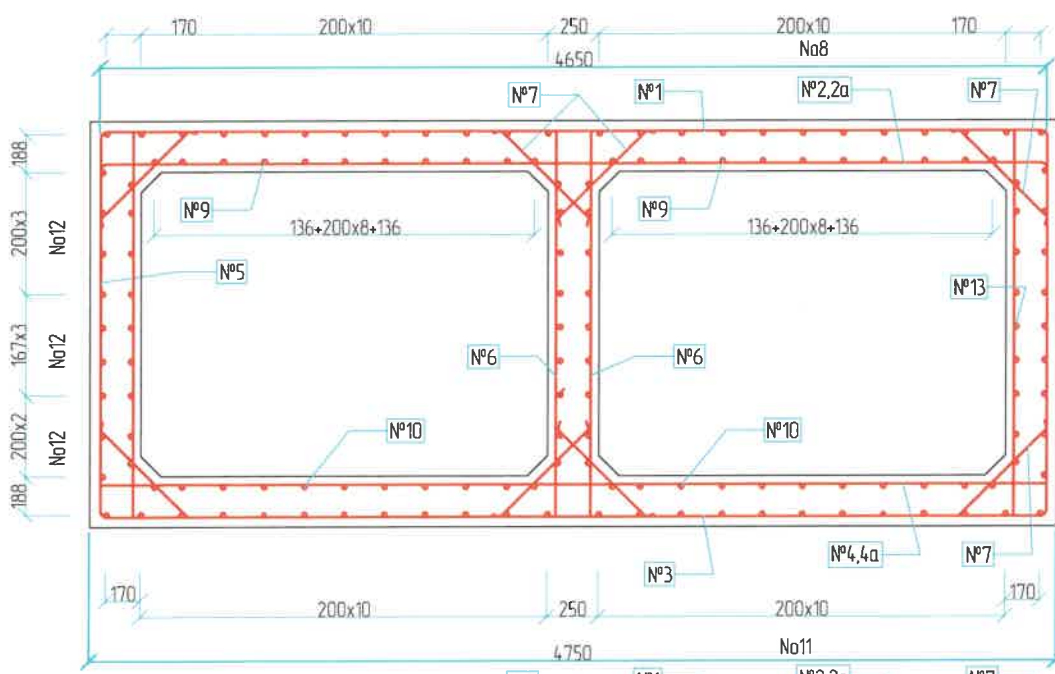 170 200x10 250 200x10 170
4650 No8
Nº7 Nº1 Nº2,2a Nº7
188
Nº9 Nº9
200x3 No12
136+200x8+136 136+200x8+136
Nº5 Nº13
167x3 No12
Nº6 Nº6
200x2 No12
Nº10 Nº10
188
Nº4,4a Nº7
Nº3
170 170
200x10 250 200x10
4750 No11